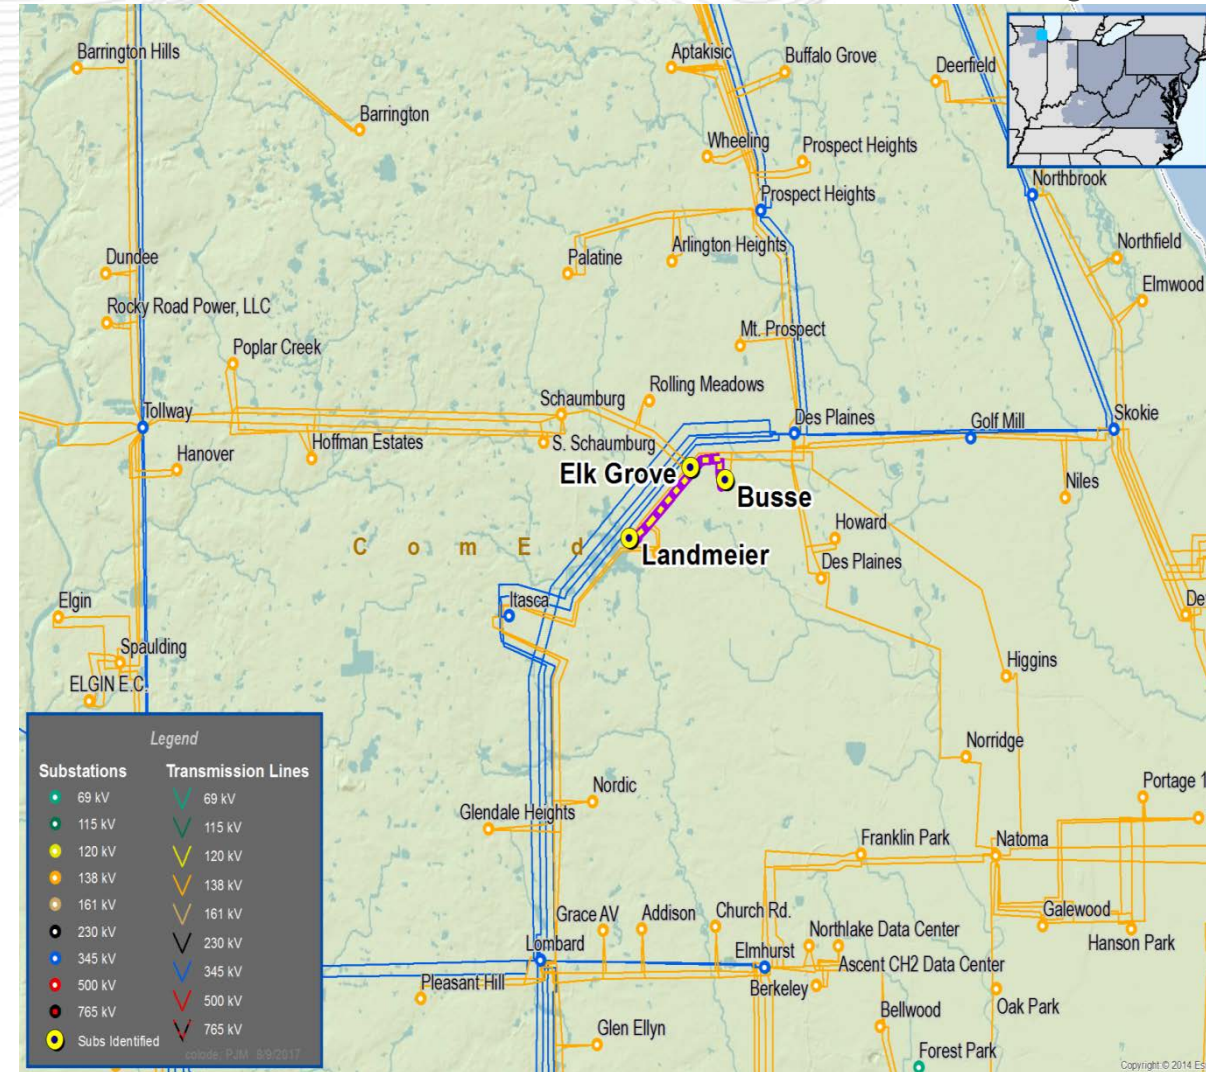 Barrington Hills
Aptakisic
Buffalo Grove
Deerfield
Barrington
Wheeling
Prospect Heights
Northbrook
Prospect Heights
Northfield
Arlington Heights
Palatine
Dundee
Elmwood
Rocky Road Power, LLC
Mt. Prospect
Poplar Creek
Rolling Meadows
Schaumburg
Tollway
Des Plaines
Golf Mill
Skokie
Hoffman Estates
S. Schaumburg
Hanover
Elk Grove
Niles
Busse
Howard
ComEd
Landmeier
Des Plaines
Elgin
Itasca
De
Spaulding
Higgins
ELGIN E.C.
Norridge
Nordic
Portage 1
Glendale Heights
Franklin Park
Natoma
Grace AV
Addison
Church Rd.
Galewood
Northlake Data Center
Hanson Park
Lombard
Elmhurst
Ascent CH2 Data Center
Pleasant Hill
Berkeley
Bellwood
Oak Park
Glen Ellyn
Forest Park
Legend
Substations Transmission Lines
69 kV 69 kV
115 kV 115 kV
120 kV 120 kV
138 kV 138 kV
161 kV 161 kV
230 kV 230 kV
345 kV 345 kV
500 kV 500 kV
765 kV 765 kV
Subs Identified
PJM 8/9/2017
Copyright:© 2014 Es